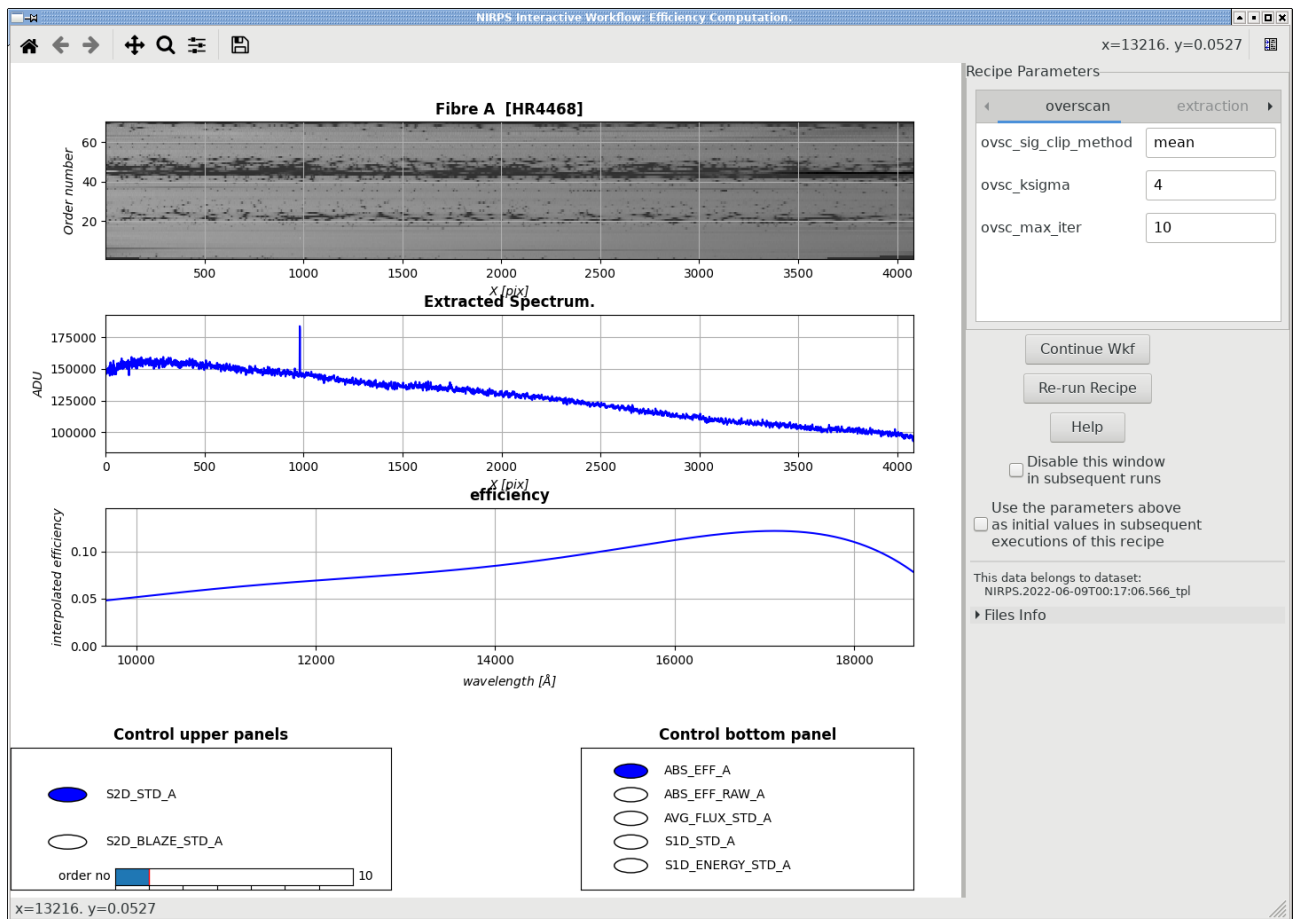 NIRPS Interactive Workflow: Efficiency Computation.
x=13216. y=0.0527
Fibre A [HR4468]
Order number
60
40
20
500 1000 1500 2000 2500 3000 3500 4000
X [pix]
Extracted Spectrum.
ADU
175000
150000
125000
100000
0 500 1000 1500 2000 2500 3000 3500 4000
X [pix]
efficiency
interpolated efficiency
0.10
0.05
0.00
10000 12000 14000 16000 18000
wavelength [Å]
Control upper panels
S2D_STD_A
S2D_BLAZE_STD_A
order no 10
Control bottom panel
ABS_EFF_A
ABS_EFF_RAW_A
AVG_FLUX_STD_A
S1D_STD_A
S1D_ENERGY_STD_A
Recipe Parameters
overscan extraction
ovsc_sig_clip_method mean
ovsc_ksigma 4
ovsc_max_iter 10
Continue Wkf
Re-run Recipe
Help
Disable this window
in subsequent runs
Use the parameters above
as initial values in subsequent
executions of this recipe
This data belongs to dataset:
NIRPS.2022-06-09T00:17:06.566_tpl
Files Info
x=13216. y=0.0527